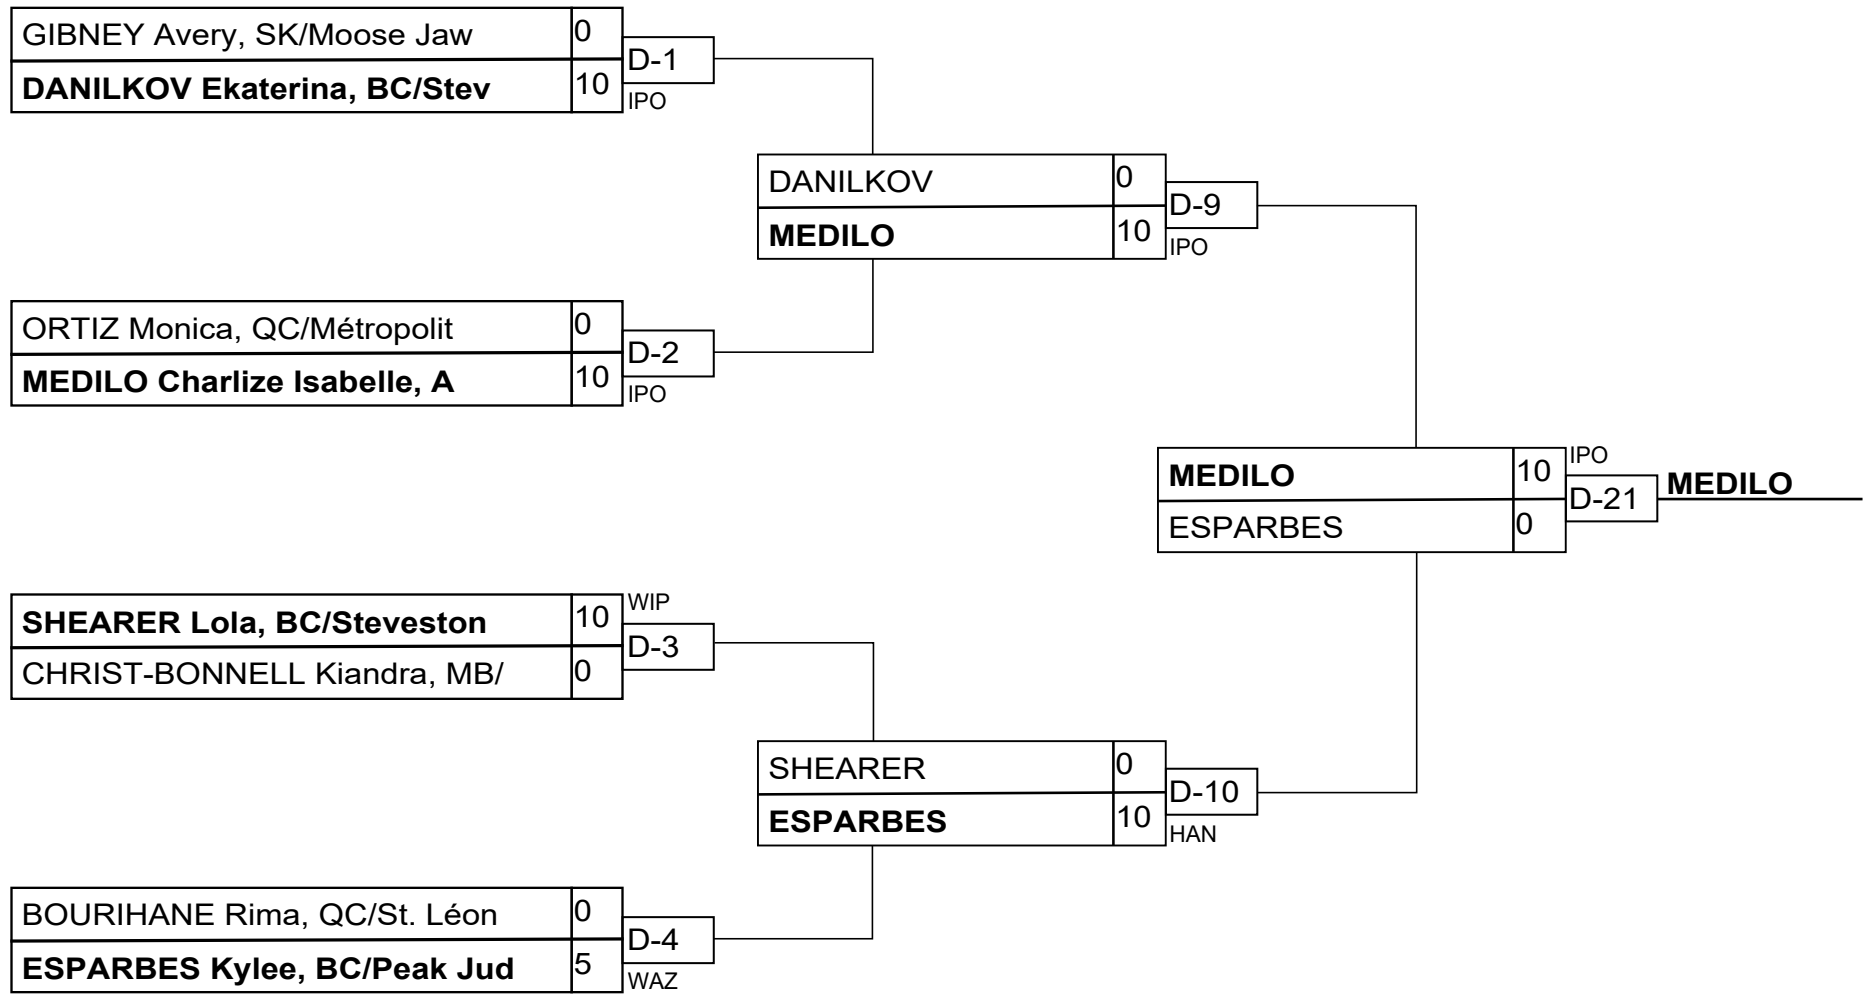 GIBNEY Avery, SK/Moose Jaw 0
D-1
DANILKOV Ekaterina, BC/Stev 10
IPO
DANILKOV 0
D-9
MEDILO 10
IPO
ORTIZ Monica, QC/Métropolit 0
D-2
MEDILO Charlize Isabelle, A 10
IPO
MEDILO 10
IPO
D-21
MEDILO
ESPARBES 0
SHEARER Lola, BC/Steveston 10
WIP
D-3
CHRIST-BONNELL Kiandra, MB/ 0
SHEARER 0
D-10
ESPARBES 10
HAN
BOURIHANE Rima, QC/St. Léon 0
D-4
ESPARBES Kylee, BC/Peak Jud 5
WAZ